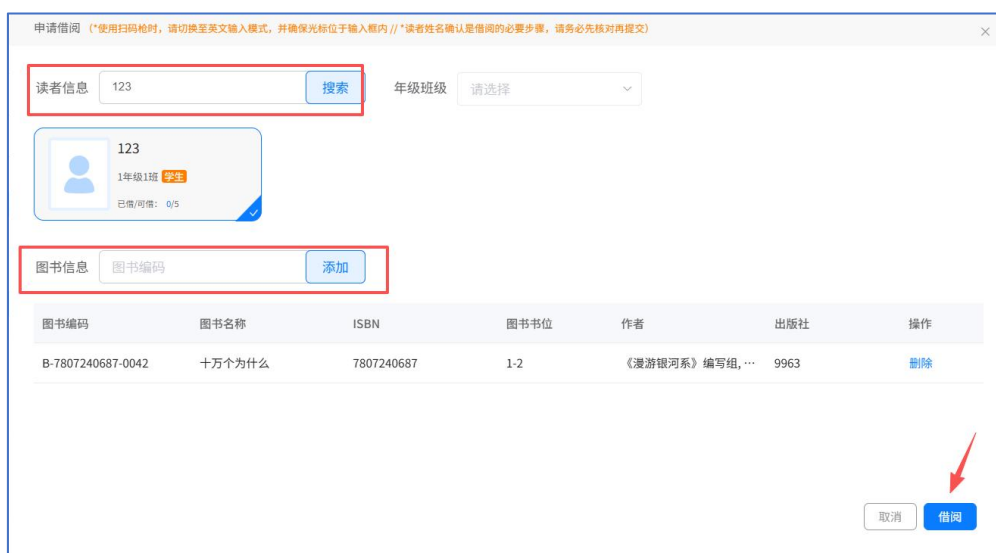 申请借阅 (*使用扫码枪时，请切换至英文输入模式，并确保光标位于输入框内 // *读者姓名确认是借阅的必要步骤，请务必先核对再提交)
读者信息 123 搜索 年级班级 请选择
123
1年级1班 学生
已借/可借： 0/5
图书信息 图书编码 添加
图书编码 图书名称 ISBN 图书书位 作者 出版社 操作
B-7807240687-0042 十万个为什么 7807240687 1-2 《漫游银河系》编写组, … 9963 删除
取消 借阅